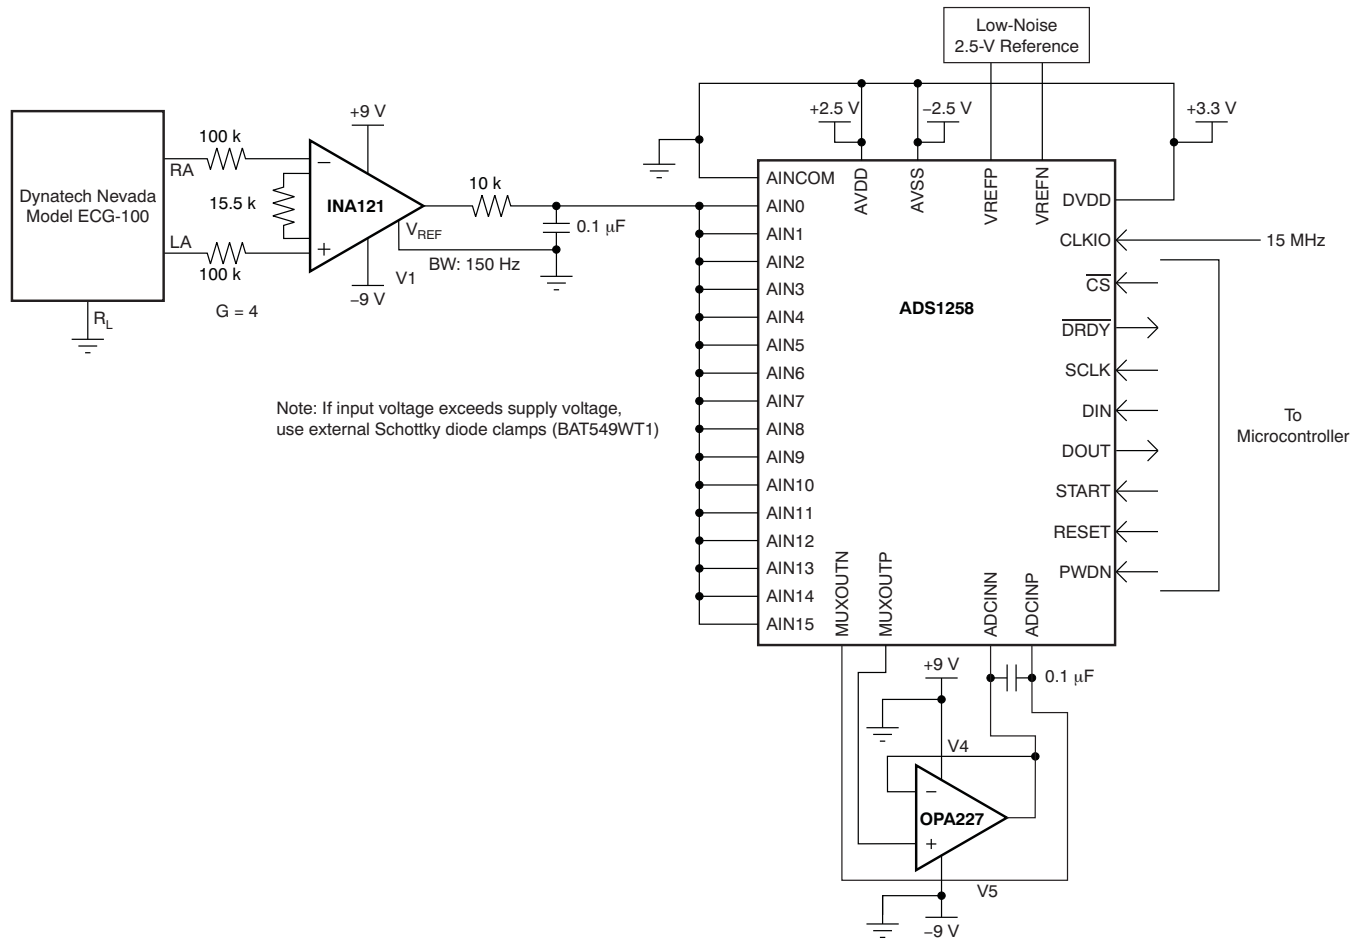 Low-Noise
2.5-V Reference
Dynatech Nevada
Model ECG-100
RA
LA
R_L
100 k
15.5 k
100 k
G = 4
+9 V
−
INA121
+
−9 V
V1
V_REF
BW: 150 Hz
10 k
0.1 μF
Note: If input voltage exceeds supply voltage,
use external Schottky diode clamps (BAT549WT1)
+2.5 V
−2.5 V
+3.3 V
AINCOM
AIN0
AIN1
AIN2
AIN3
AIN4
AIN5
AIN6
AIN7
AIN8
AIN9
AIN10
AIN11
AIN12
AIN13
AIN14
AIN15
AVDD
AVSS
VREFP
VREFN
ADS1258
DVDD
CLKIO
15 MHz
C̅S̅
D̅R̅D̅Y̅
SCLK
DIN
DOUT
START
RESET
PWDN
To
Microcontroller
MUXOUTN
MUXOUTP
ADCINN
ADCINP
0.1 μF
+9 V
V4
−
OPA227
+
V5
−9 V